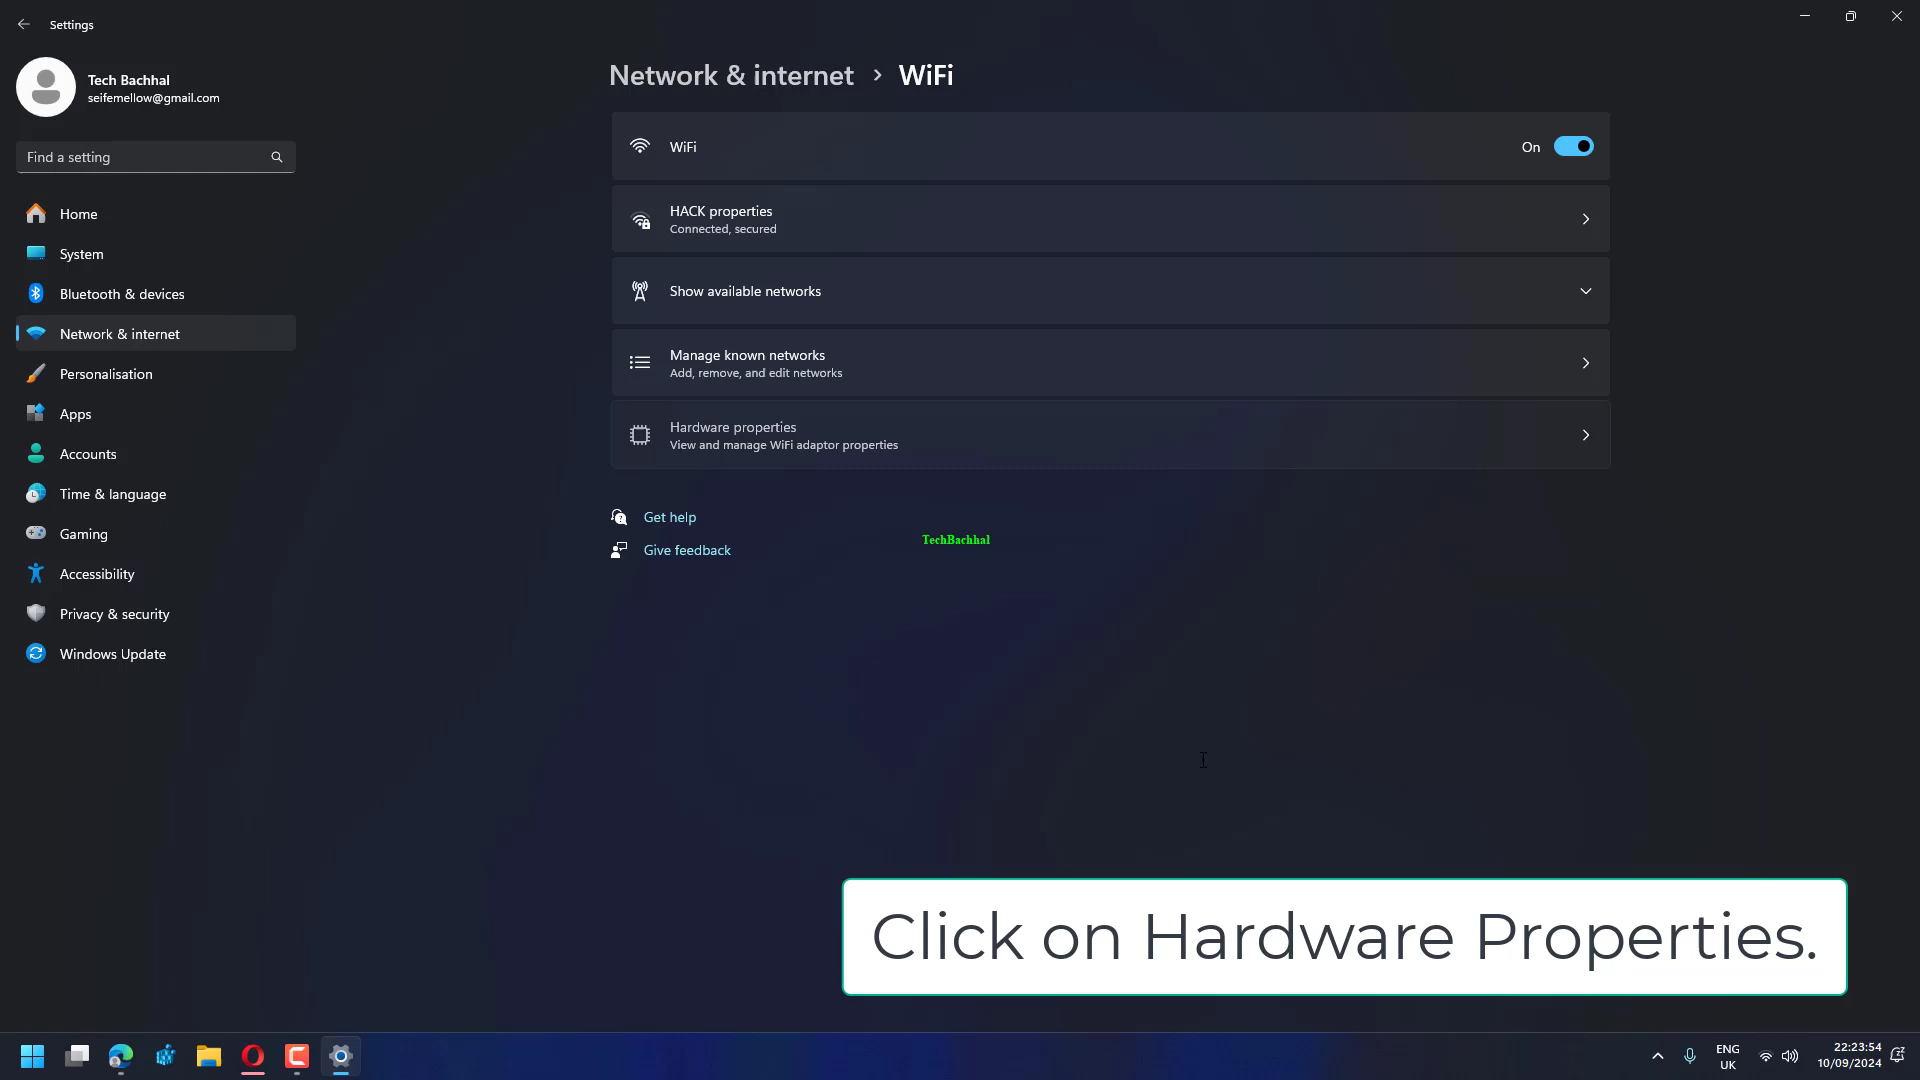 Settings
Tech Bachhal
seifemellow@gmail.com
Find a setting
Home
System
Bluetooth & devices
Network & internet
Personalisation
Apps
Accounts
Time & language
Gaming
Accessibility
Privacy & security
Windows Update
Network & internet › WiFi
WiFi
On
HACK properties
Connected, secured
Show available networks
Manage known networks
Add, remove, and edit networks
Hardware properties
View and manage WiFi adaptor properties
Get help
Give feedback
TechBachhal
Click on Hardware Properties.
ENG
UK
22:23:54
10/09/2024